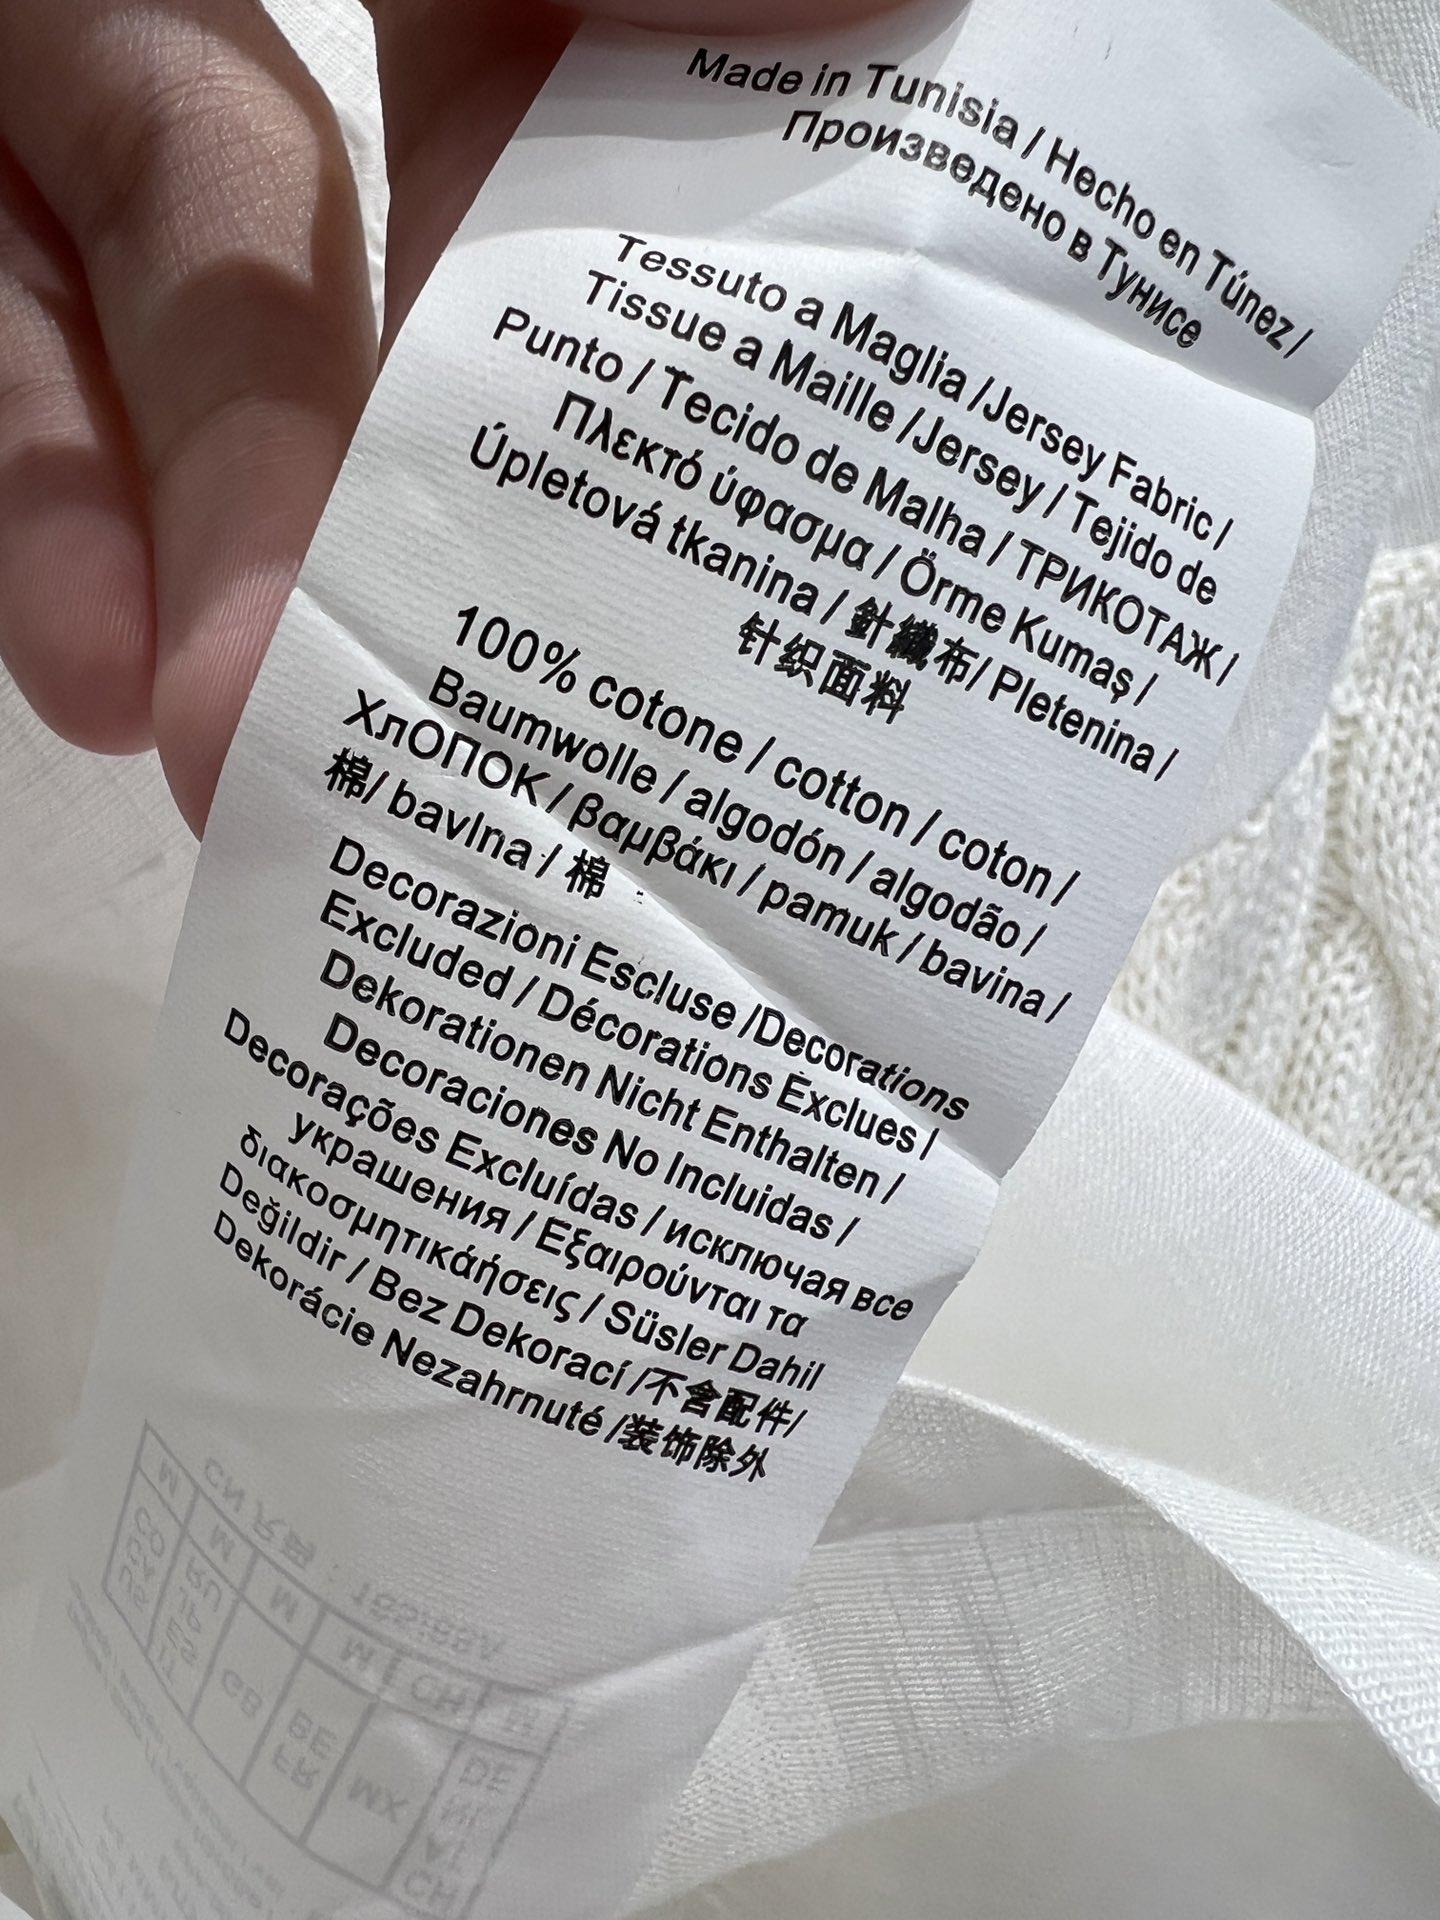 Made in Tunisia / Hecho en Túnez /
Произведено в Тунисе
Tessuto a Maglia /Jersey Fabric /
Tissue a Maille /Jersey / Tejido de
Punto / Tecido de Malha / ТРИКОТАЖ /
Πλεκτό ύφασμα / Örme Kumaş /
Úpletová tkanina / 針織布/ Pletenina /
针织面料
100% cotone / cotton / coton /
Baumwolle / algodón / algodão /
ХлОПОК / βαμβάκι / pamuk / bavina /
棉/ bavlna / 棉
Decorazioni Escluse /Decorations
Excluded / Décorations Exclues /
Dekorationen Nicht Enthalten /
Decoraciones No Incluidas /
Decorações Excluídas / исключая все
украшения / Εξαιρούνται τα
διακοσμητικάήσεις / Süsler Dahil
Değildir / Bez Dekorací /不含配件/
Dekorácie Nezahrnuté /装饰除外